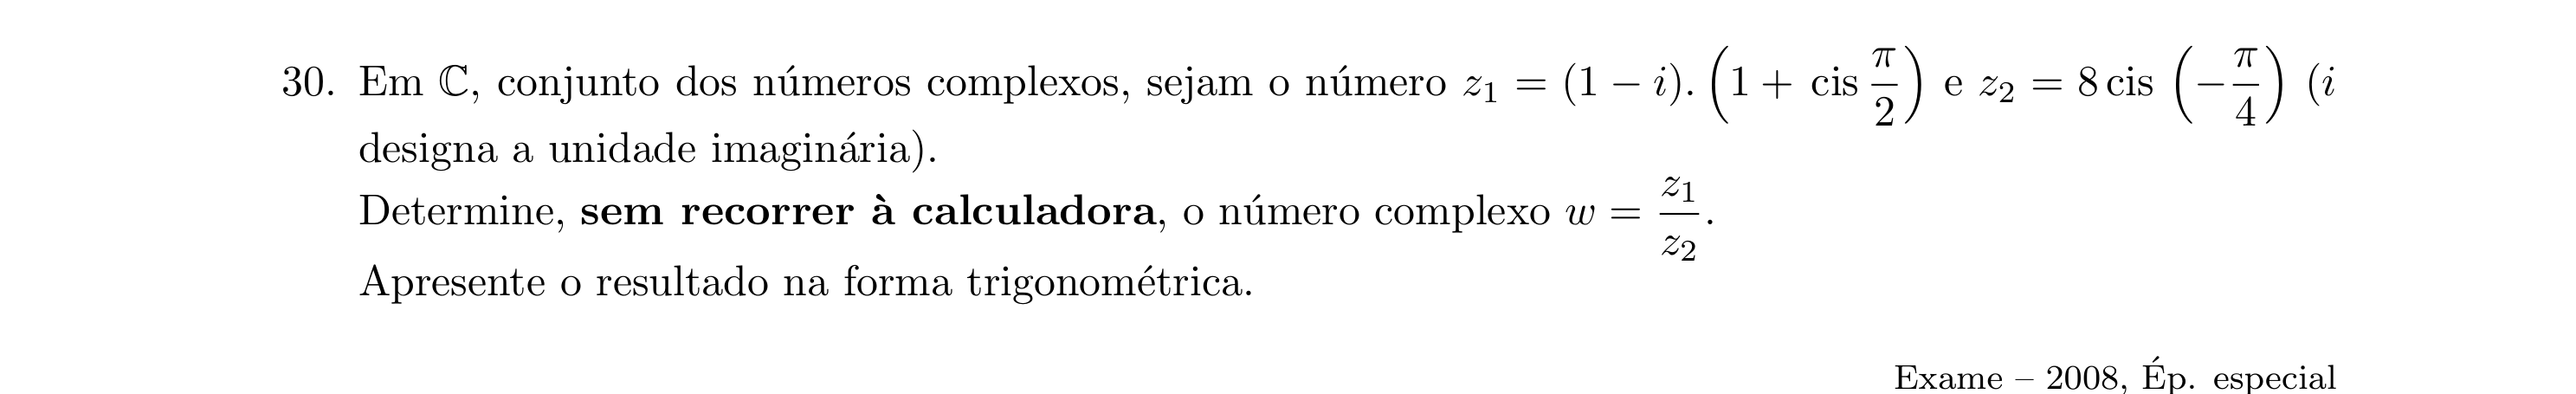 30. Em ℂ, conjunto dos números complexos, sejam o número z₁ = (1 − i). (1 + cis π/2) e z₂ = 8 cis (−π/4) (i
designa a unidade imaginária).
Determine, sem recorrer à calculadora, o número complexo w = z₁/z₂.
Apresente o resultado na forma trigonométrica.
Exame – 2008, Ép. especial